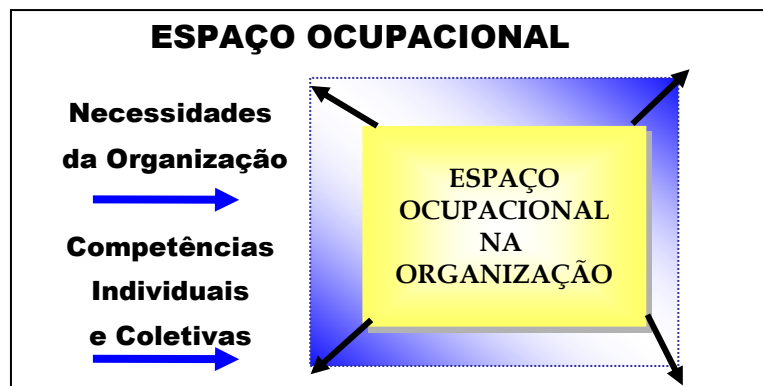 ESPAÇO OCUPACIONAL
Necessidades
da Organização
Competências
Individuais
e Coletivas
ESPAÇO
OCUPACIONAL
NA
ORGANIZAÇÃO